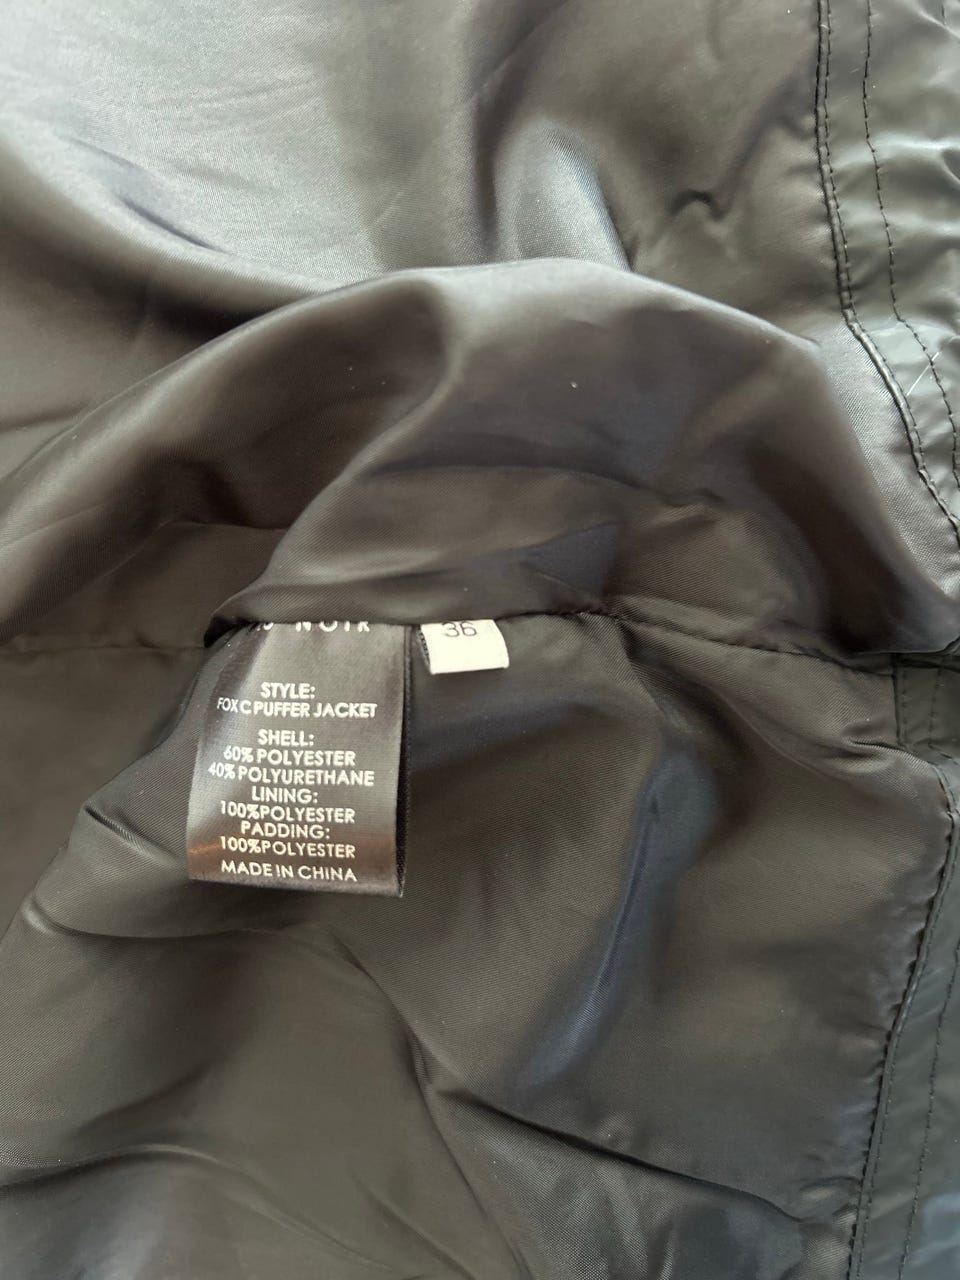 NOIR
36
STYLE:
FOX C PUFFER JACKET
SHELL:
60% POLYESTER
40% POLYURETHANE
LINING:
100%POLYESTER
PADDING:
100%POLYESTER
MADE IN CHINA